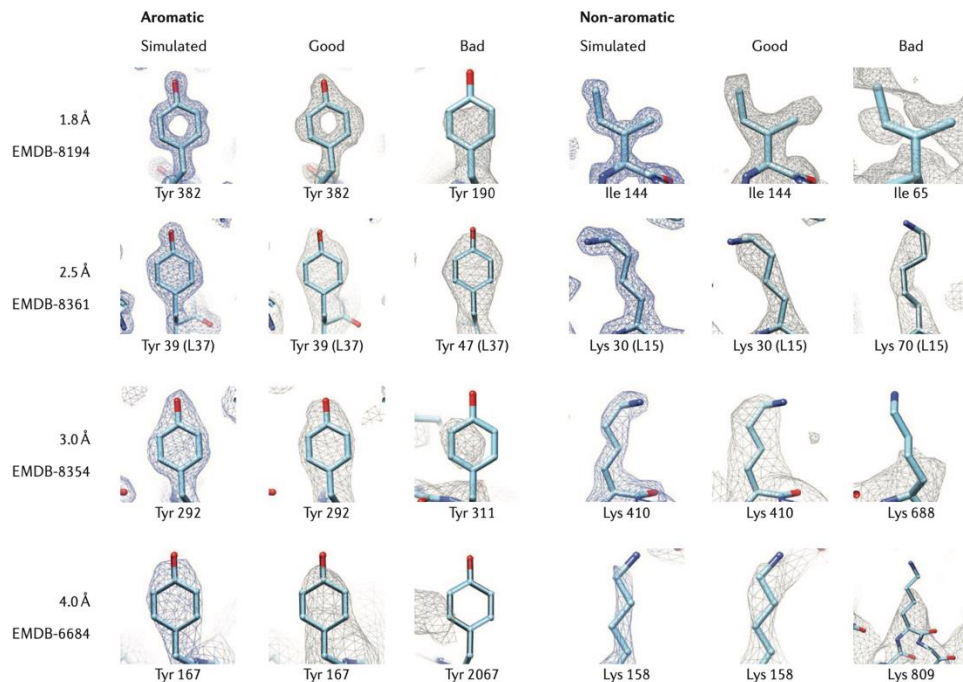 Aromatic Non-aromatic
Simulated Good Bad Simulated Good Bad
1.8 Å
EMDB-8194
Tyr 382 Tyr 382 Tyr 190 Ile 144 Ile 144 Ile 65
2.5 Å
EMDB-8361
Tyr 39 (L37) Tyr 39 (L37) Tyr 47 (L37) Lys 30 (L15) Lys 30 (L15) Lys 70 (L15)
3.0 Å
EMDB-8354
Tyr 292 Tyr 292 Tyr 311 Lys 410 Lys 410 Lys 688
4.0 Å
EMDB-6684
Tyr 167 Tyr 167 Tyr 2067 Lys 158 Lys 158 Lys 809